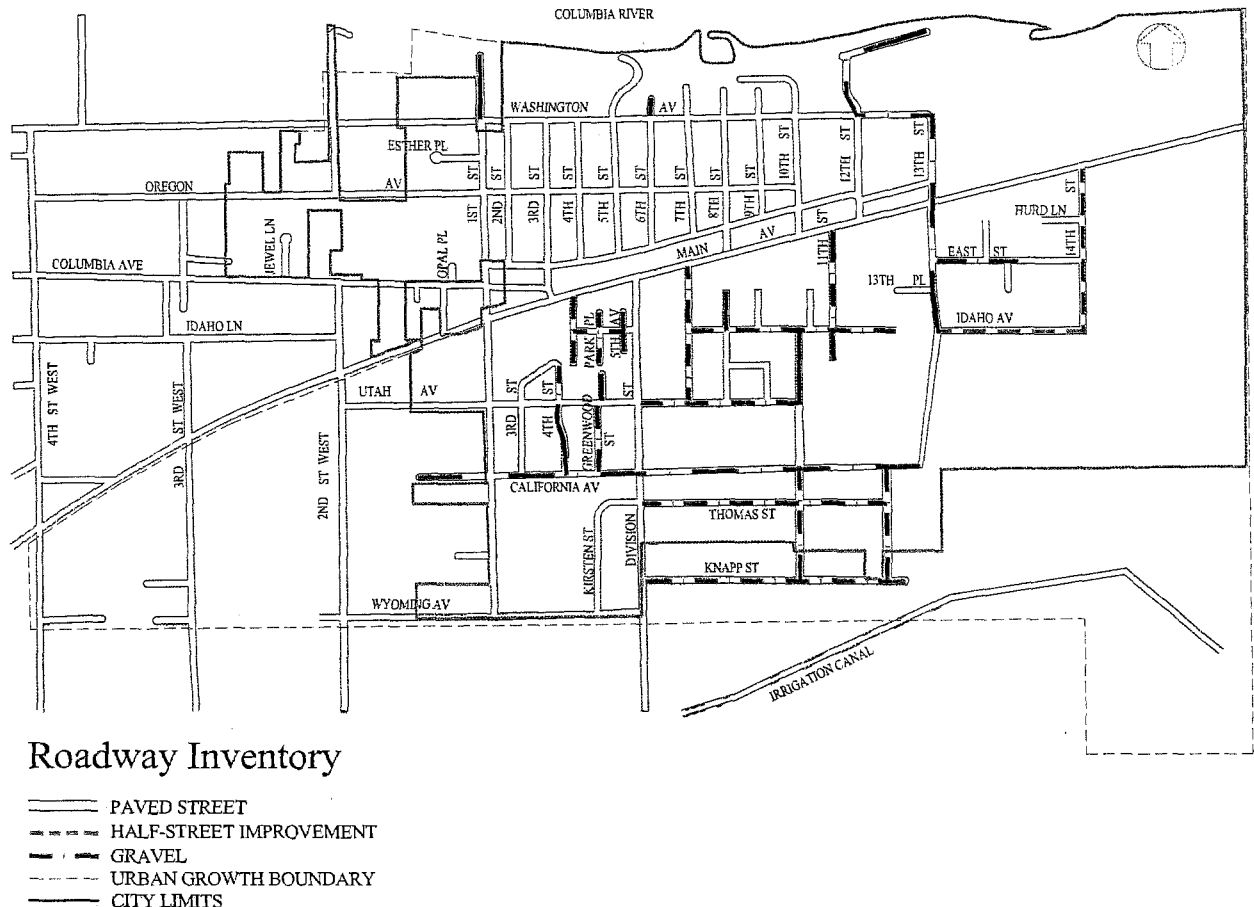 COLUMBIA RIVER
WASHINGTON AV
ESTHER PL
OREGON AV
1ST ST
2ND ST
3RD ST
4TH ST
5TH ST
6TH ST
7TH ST
8TH ST
9TH ST
10TH ST
11TH ST
12TH ST
13TH ST
14TH ST
HURD LN
JEWEL LN
OPAL PL
MAIN AV
EAST ST
COLUMBIA AVE
13TH PL
IDAHO LN
IDAHO AV
PARK PL
5TH AV
4TH ST WEST
3RD ST WEST
2ND ST WEST
UTAH AV
3RD ST
4TH ST
GREENWOOD ST
DIVISION ST
CALIFORNIA AV
THOMAS ST
KIRSTEN ST
KNAPP ST
WYOMING AV
IRRIGATION CANAL
Roadway Inventory
PAVED STREET
HALF-STREET IMPROVEMENT
GRAVEL
URBAN GROWTH BOUNDARY
CITY LIMITS